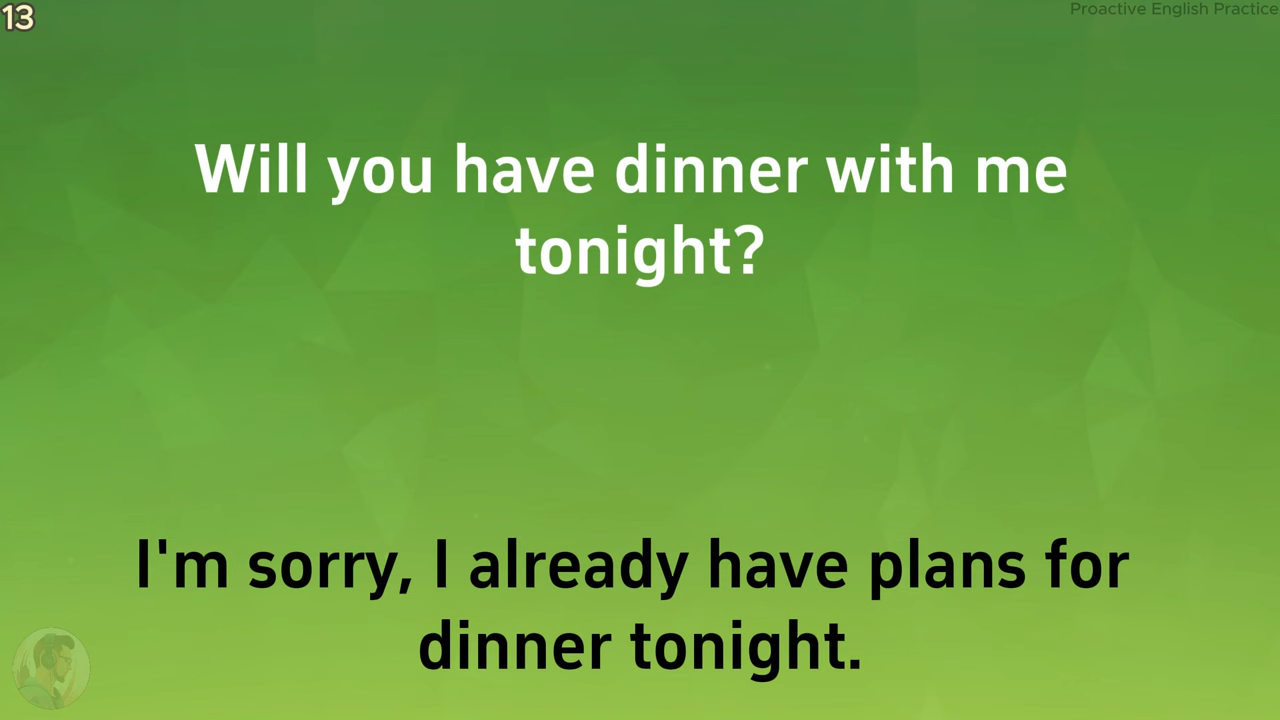 13
Proactive English Practice
Will you have dinner with me
tonight?
I'm sorry, I already have plans for
dinner tonight.